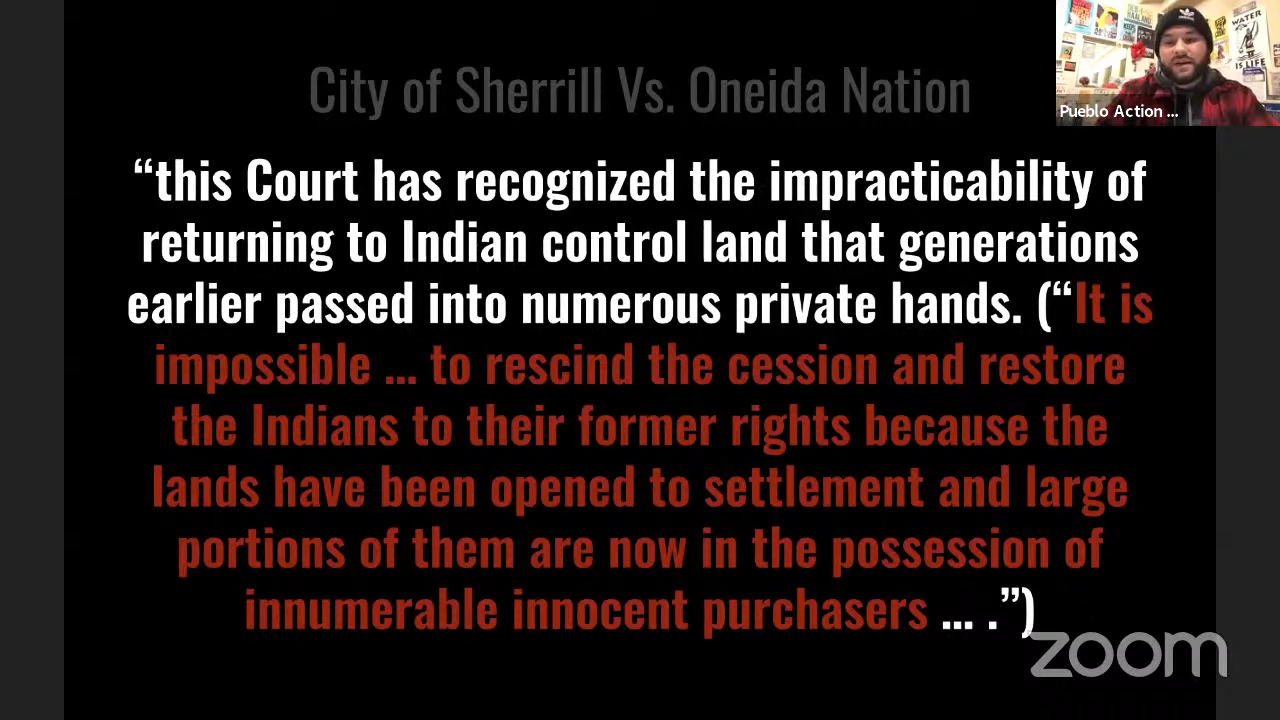 City of Sherrill Vs. Oneida Nation
“this Court has recognized the impracticability of
returning to Indian control land that generations
earlier passed into numerous private hands. (“It is
impossible ... to rescind the cession and restore
the Indians to their former rights because the
lands have been opened to settlement and large
portions of them are now in the possession of
innumerable innocent purchasers ... .”)
WATER
IS LIFE
Pueblo Action ...
zoom